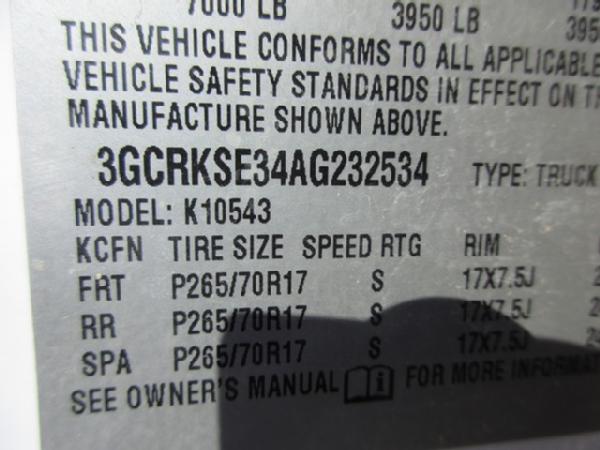 7000 LB 3950 LB
THIS VEHICLE CONFORMS TO ALL APPLICABLE
VEHICLE SAFETY STANDARDS IN EFFECT ON
MANUFACTURE SHOWN ABOVE.
3GCRKSE34AG232534 TYPE: TRUCK
MODEL: K10543
KCFN TIRE SIZE SPEED RTG RIM
FRT P265/70R17 S 17X7.5J
RR P265/70R17 S 17X7.5J
SPA P265/70R17 S 17X7.5J
SEE OWNER'S MANUAL FOR MORE INFORMAT